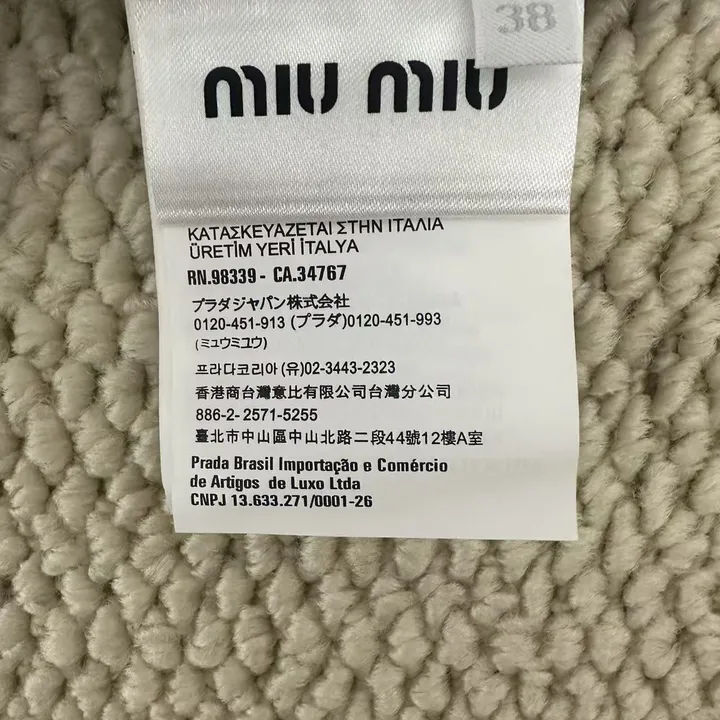 38
miu miu
ΚΑΤΑΣΚΕΥΑΖΕΤΑΙ ΣΤΗΝ ΙΤΑΛΙΑ
ÜRETİM YERİ İTALYA
RN.98339 - CA.34767
プラダジャパン株式会社
0120-451-913 (プラダ)0120-451-993
(ミュウミュウ)
프라다코리아(유)02-3443-2323
香港商台灣意比有限公司台灣分公司
886-2- 2571-5255
臺北市中山區中山北路二段44號12樓A室
Prada Brasil Importação e Comércio
de Artigos de Luxo Ltda
CNPJ 13.633.271/0001-26